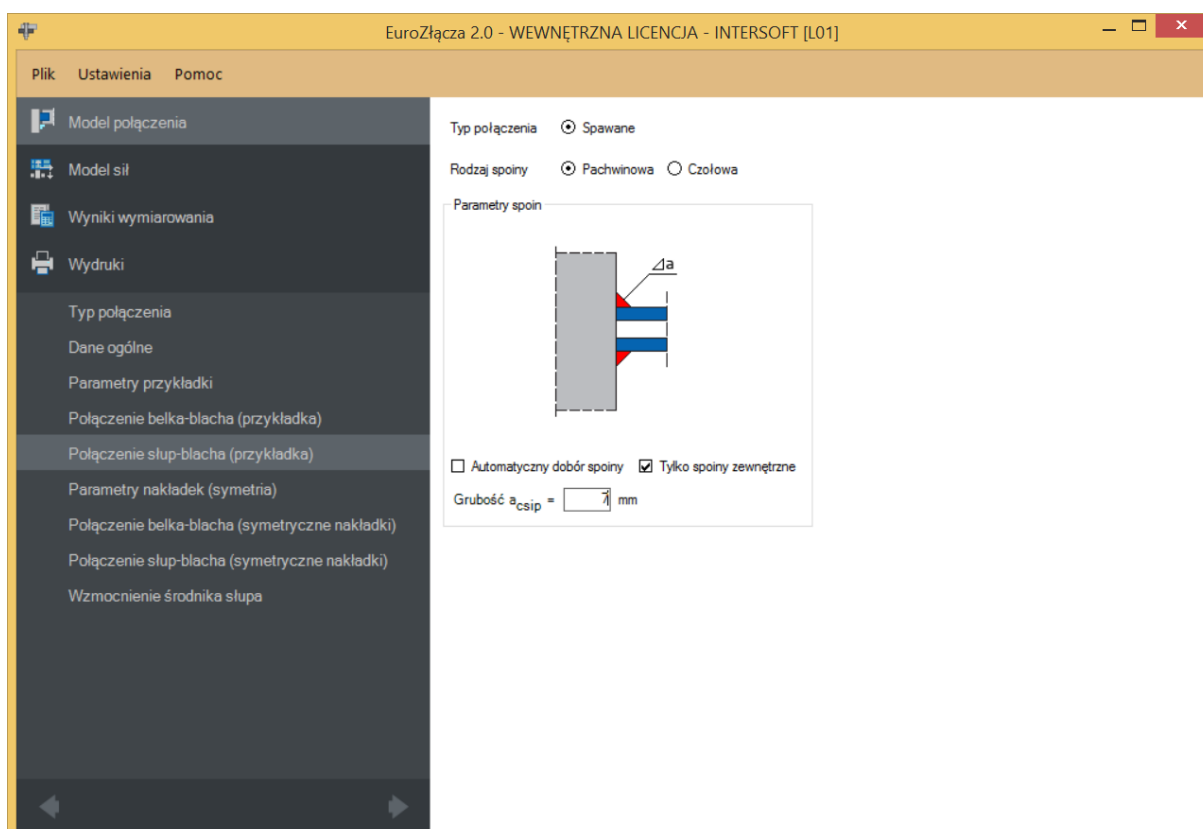 EuroZłącza 2.0 - WEWNĘTRZNA LICENCJA - INTERSOFT [L01]
Plik Ustawienia Pomoc
Model połączenia
Model sił
Wyniki wymiarowania
Wydruki
Typ połączenia
Dane ogólne
Parametry przykładki
Połączenie belka-blacha (przykładka)
Połączenie słup-blacha (przykładka)
Parametry nakładek (symetria)
Połączenie belka-blacha (symetryczne nakładki)
Połączenie słup-blacha (symetryczne nakładki)
Wzmocnienie środnika słupa
Typ połączenia Spawane
Rodzaj spoiny Pachwinowa Czołowa
Parametry spoin
⊿a
Automatyczny dobór spoiny Tylko spoiny zewnętrzne
Grubość acsip = 7 mm